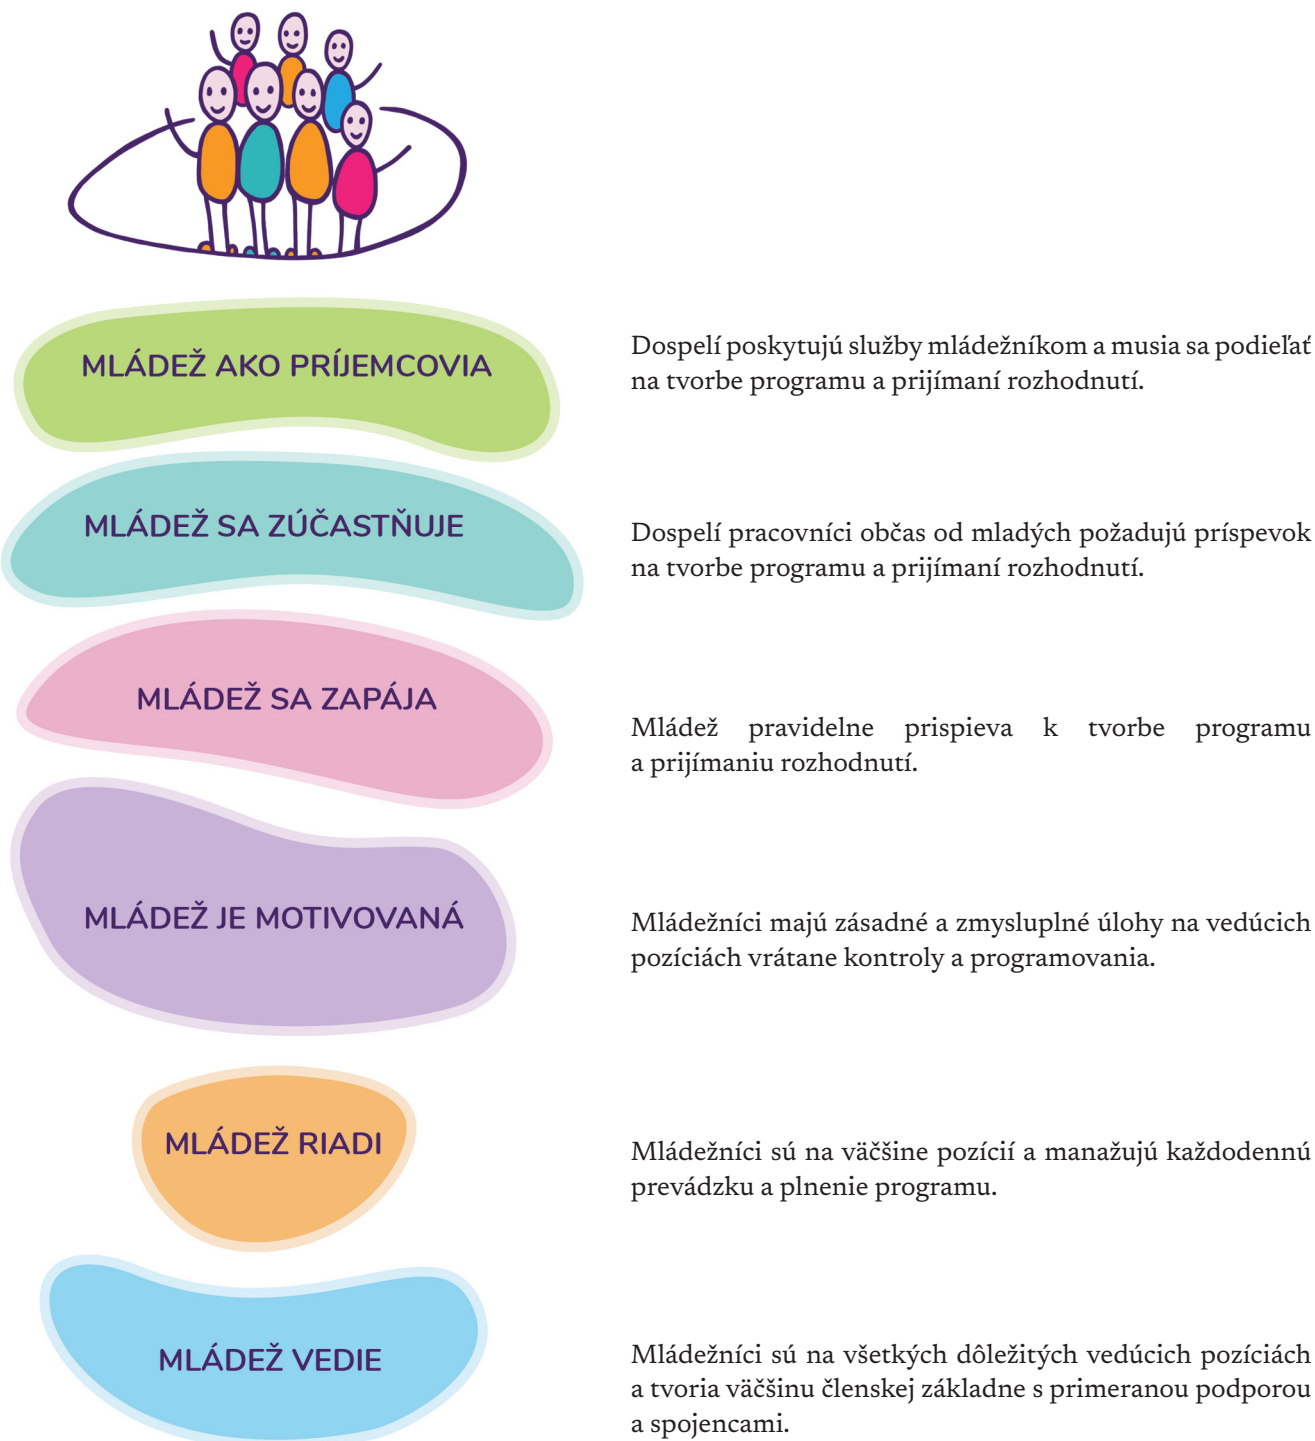 MLÁDEŽ AKO PRÍJEMCOVIA
Dospelí poskytujú služby mládežníkom a musia sa podieľať
na tvorbe programu a prijímaní rozhodnutí.
MLÁDEŽ SA ZÚČASTŇUJE
Dospelí pracovníci občas od mladých požadujú príspevok
na tvorbe programu a prijímaní rozhodnutí.
MLÁDEŽ SA ZAPÁJA
Mládež pravidelne prispieva k tvorbe programu
a prijímaniu rozhodnutí.
MLÁDEŽ JE MOTIVOVANÁ
Mládežníci majú zásadné a zmysluplné úlohy na vedúcich
pozíciách vrátane kontroly a programovania.
MLÁDEŽ RIADI
Mládežníci sú na väčšine pozícií a manažujú každodennú
prevádzku a plnenie programu.
MLÁDEŽ VEDIE
Mládežníci sú na všetkých dôležitých vedúcich pozíciách
a tvoria väčšinu členskej základne s primeranou podporou
a spojencami.